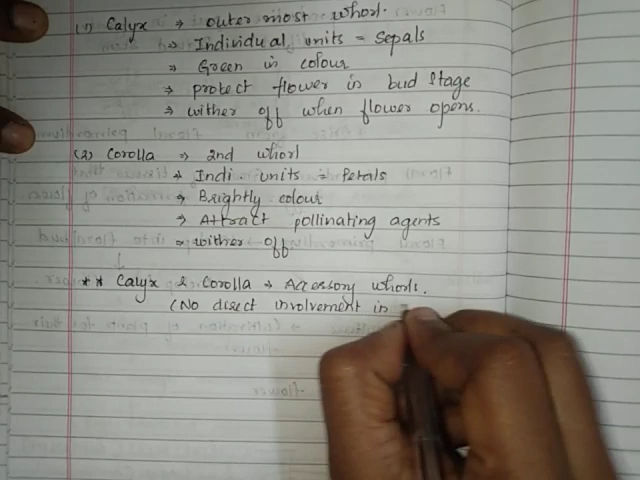 (1) Calyx → outer most whorl.
→ Individual units = Sepals
→ Green in colour
→ protect flower in bud stage
→ wither off when flower opens.
(2) Corolla → 2nd whorl
→ Indi. units = Petals
→ Brightly colour
→ Attract pollinating agents
→ wither off
** Calyx & Corolla → Accessory whorls.
(No direct involvement in